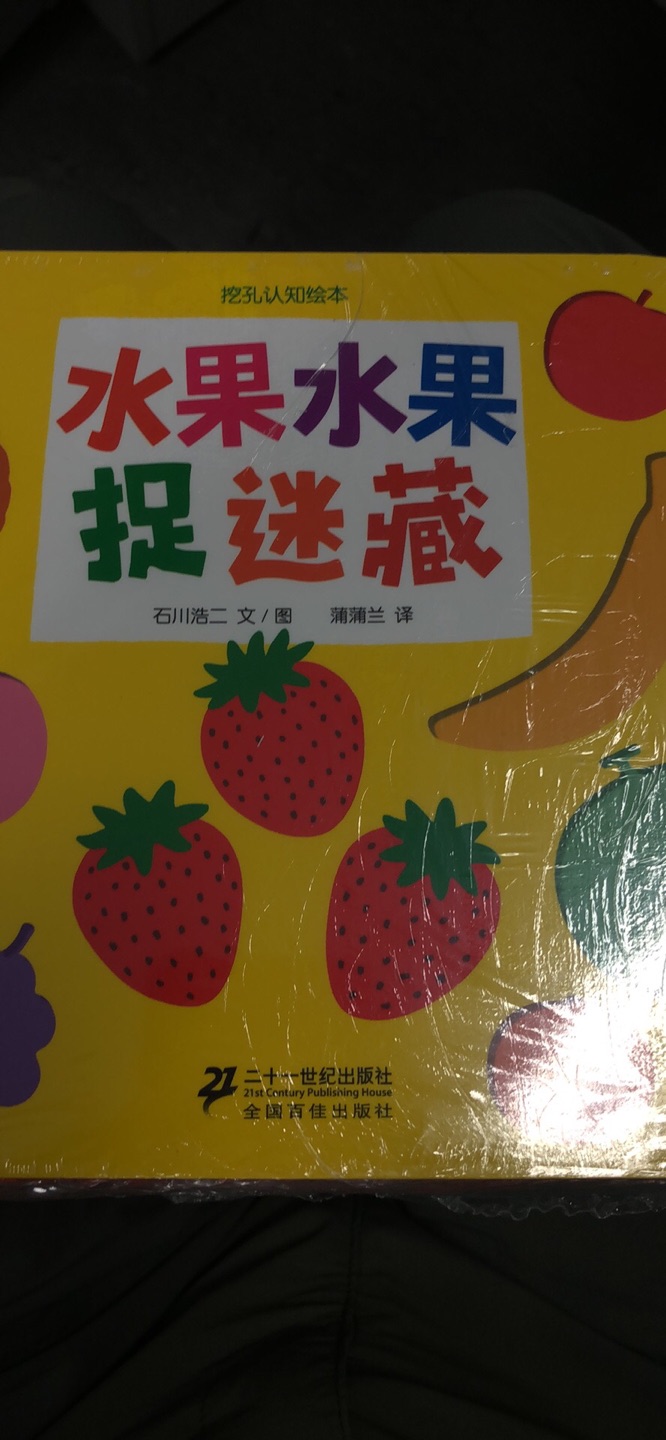 挖孔认知绘本
水果水果
捉迷藏
石川浩二 文/图 蒲蒲兰 译
21 二十一世纪出版社
21st Century Publishing House
全国百佳出版社